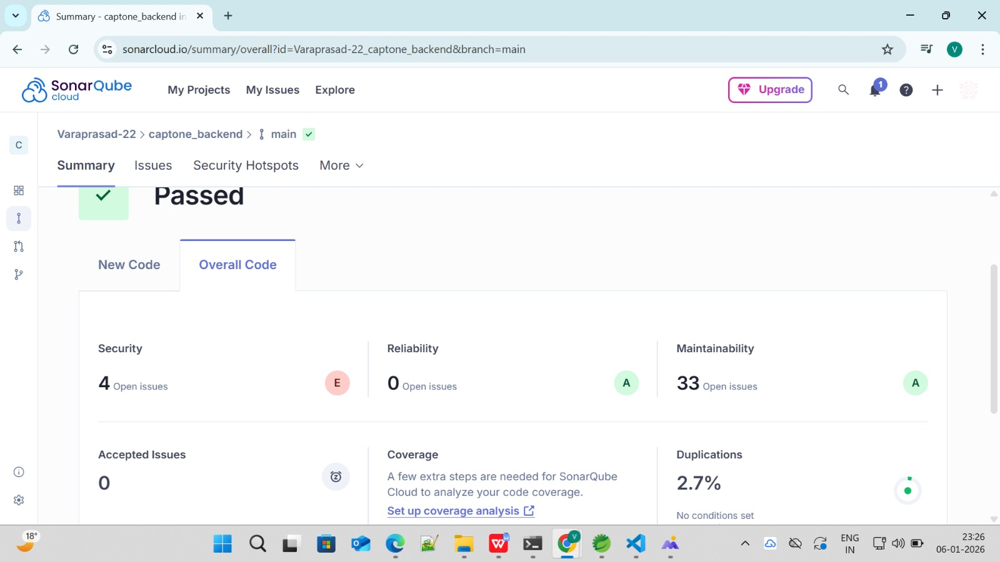 Summary - captone_backend in
sonarcloud.io/summary/overall?id=Varaprasad-22_captone_backend&branch=main
V
SonarQube
cloud
My Projects
My Issues
Explore
Upgrade
1
?
C
Varaprasad-22 > captone_backend > main
Summary
Issues
Security Hotspots
More
Passed
New Code
Overall Code
Security
4 Open issues
E
Reliability
0 Open issues
A
Maintainability
33 Open issues
A
Accepted Issues
0
Coverage
A few extra steps are needed for SonarQube
Cloud to analyze your code coverage.
Set up coverage analysis
Duplications
2.7%
No conditions set
18°
V
ENG
IN
23:26
06-01-2026